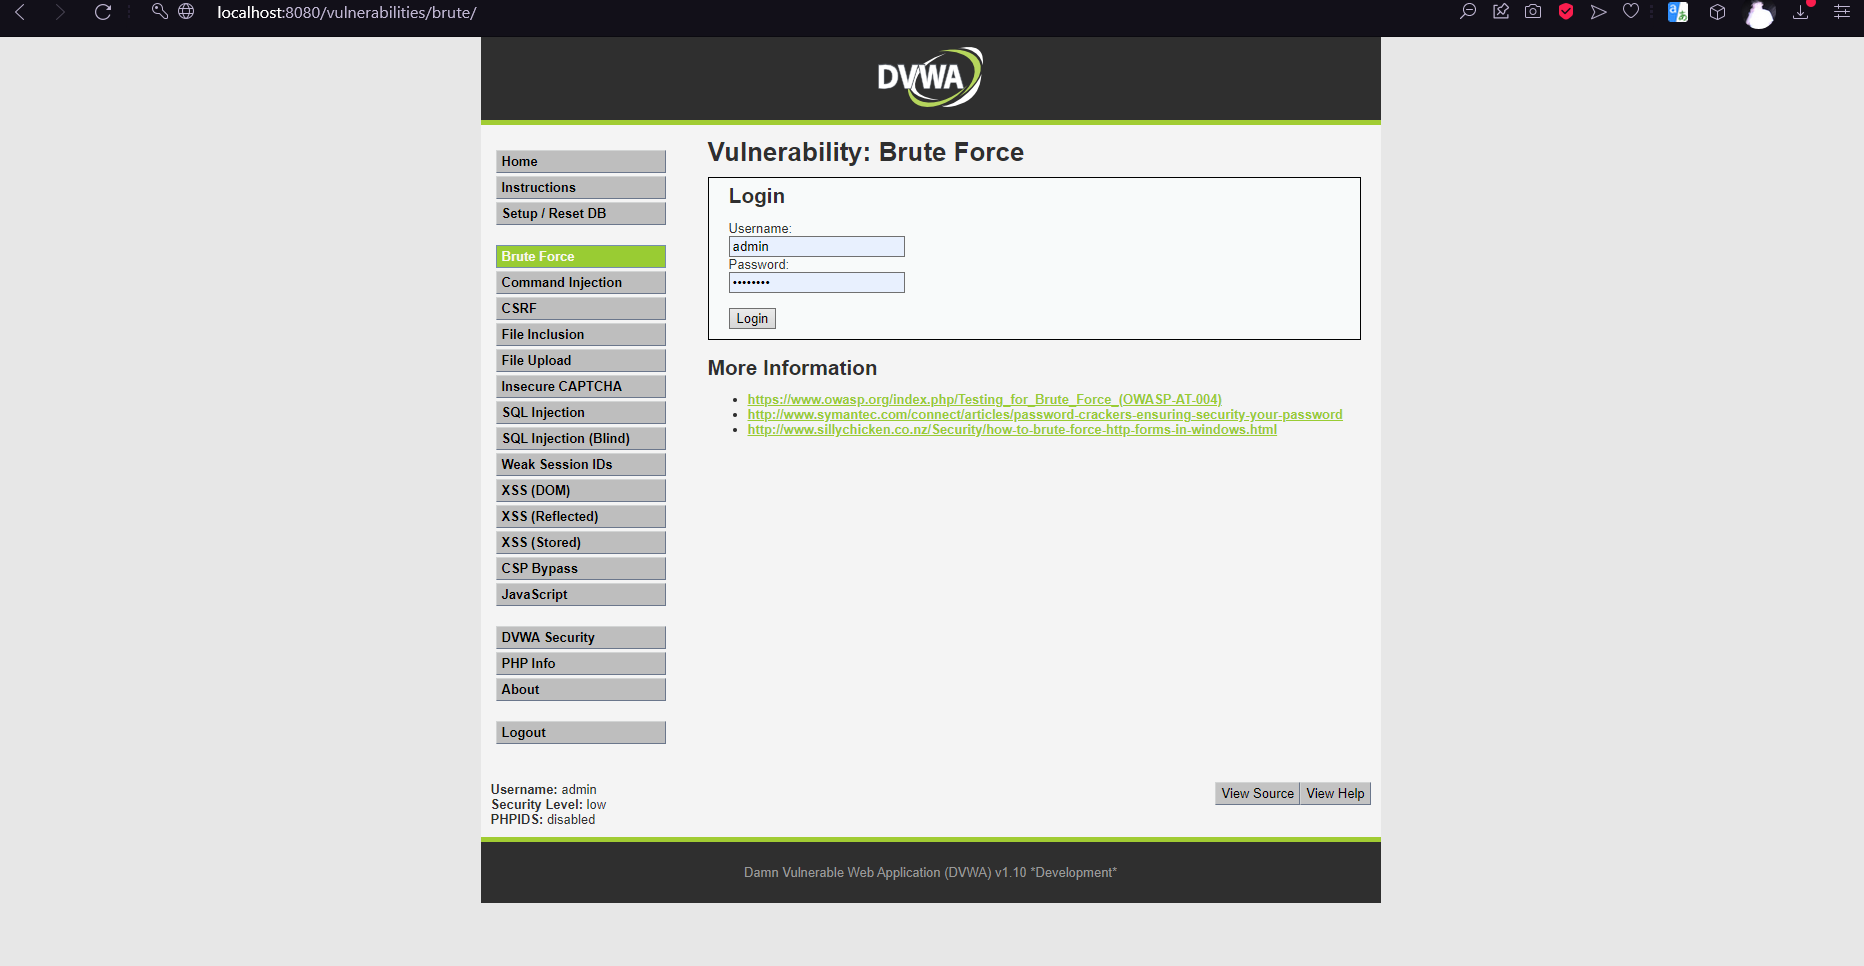 localhost:8080/vulnerabilities/brute/
DVWA
Home
Instructions
Setup / Reset DB
Brute Force
Command Injection
CSRF
File Inclusion
File Upload
Insecure CAPTCHA
SQL Injection
SQL Injection (Blind)
Weak Session IDs
XSS (DOM)
XSS (Reflected)
XSS (Stored)
CSP Bypass
JavaScript
DVWA Security
PHP Info
About
Logout
Vulnerability: Brute Force
Login
Username:
admin
Password:
••••••••
Login
More Information
https://www.owasp.org/index.php/Testing_for_Brute_Force_(OWASP-AT-004)
http://www.symantec.com/connect/articles/password-crackers-ensuring-security-your-password
http://www.sillychicken.co.nz/Security/how-to-brute-force-http-forms-in-windows.html
Username: admin
Security Level: low
PHPIDS: disabled
View Source View Help
Damn Vulnerable Web Application (DVWA) v1.10 *Development*